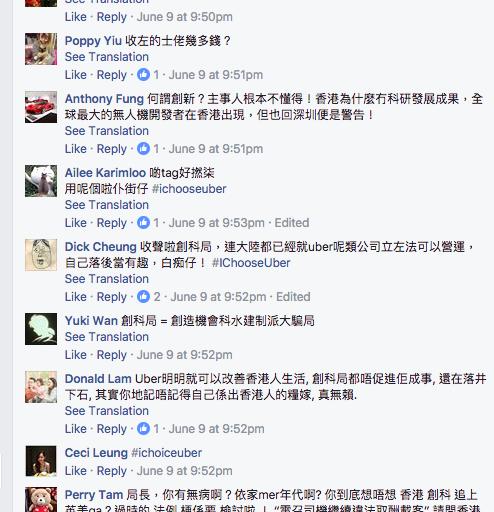 Like · Reply · June 9 at 9:50pm
Poppy Yiu 收左的士佬幾多錢？
See Translation
Like · Reply · 1 · June 9 at 9:51pm
Anthony Fung 何謂創新？主事人根本不懂得！香港為什麼冇科研發展成果，全
球最大的無人機開發者在香港出現，但也回深圳便是警告！
See Translation
Like · Reply · 1 · June 9 at 9:51pm
Ailee Karimloo 啲tag好撚柒
用呢個啦仆街仔 #ichooseuber
See Translation
Like · Reply · 1 · June 9 at 9:53pm · Edited
Dick Cheung 收聲啦創科局，連大陸都已經就uber呢類公司立左法可以營運，
自己落後當有趣，白痴仔！ #IChooseUber
See Translation
Like · Reply · 2 · June 9 at 9:52pm · Edited
Yuki Wan 創科局 = 創造機會科水建制派大騙局
See Translation
Like · Reply · June 9 at 9:52pm
Donald Lam Uber明明就可以改善香港人生活, 創科局都唔促進佢成事, 還在落井
下石, 其實你地記唔記得自己係出香港人的糧嫁, 真無賴.
See Translation
Like · Reply · 1 · June 9 at 9:52pm
Ceci Leung #ichoiceuber
Like · Reply · June 9 at 9:52pm
Perry Tam 局長，你有無病啊？依家mer年代啊? 你到底想唔想 香港 創科 追上